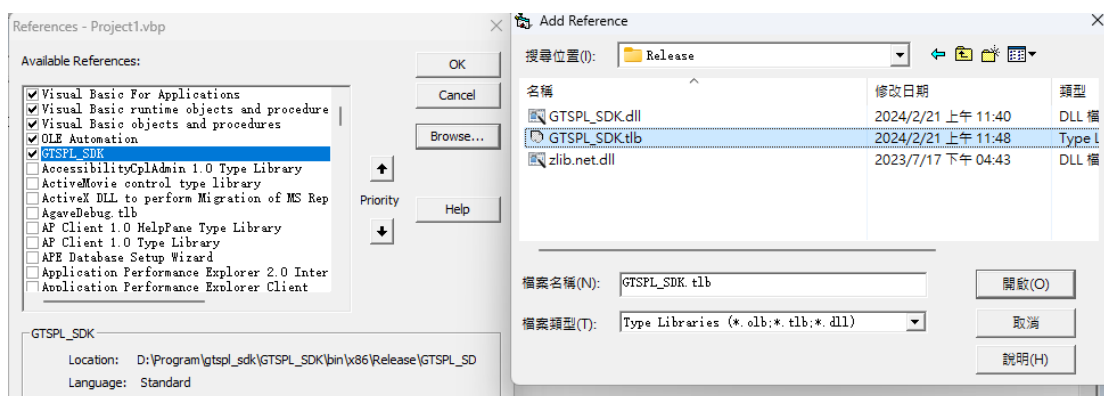 References - Project1.vbp
Available References:
Visual Basic For Applications
Visual Basic runtime objects and procedure
Visual Basic objects and procedures
OLE Automation
GTSPL_SDK
AccessibilityCplAdmin 1.0 Type Library
ActiveMovie control type library
ActiveX DLL to perform Migration of MS Rep
AgaveDebug.tlb
AP Client 1.0 HelpPane Type Library
AP Client 1.0 Type Library
APE Database Setup Wizard
Application Performance Explorer 2.0 Inter
Application Performance Explorer Client
OK
Cancel
Browse...
Priority
Help
GTSPL_SDK
Location: D:\Program\gtspl_sdk\GTSPL_SDK\bin\x86\Release\GTSPL_SD
Language: Standard
Add Reference
搜尋位置(I): Release
名稱 修改日期 類型
GTSPL_SDK.dll 2024/2/21 上午 11:40 DLL 檔
GTSPL_SDK.tlb 2024/2/21 上午 11:48 Type L
zlib.net.dll 2023/7/17 下午 04:43 DLL 檔
檔案名稱(N): GTSPL_SDK.tlb 開啟(O)
檔案類型(T): Type Libraries (*.olb;*.tlb;*.dll) 取消
說明(H)